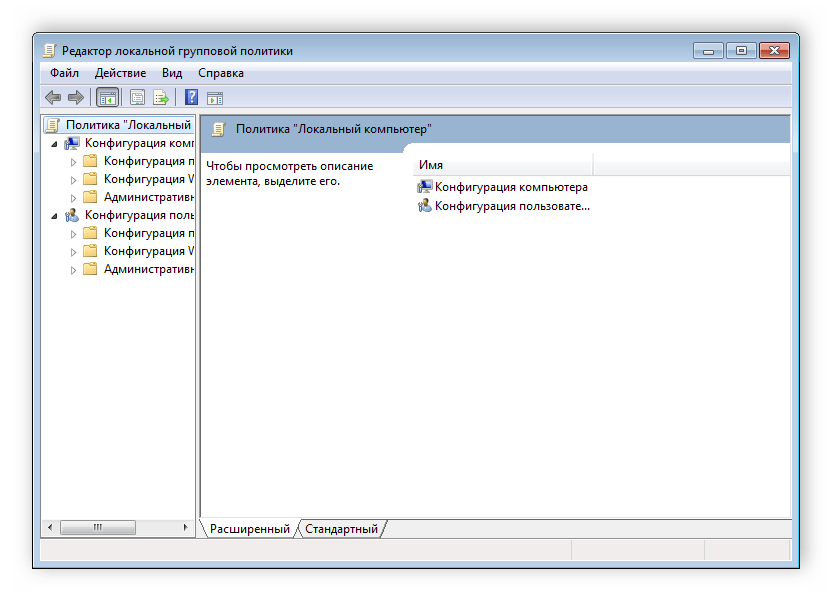 Редактор локальной групповой политики
Файл Действие Вид Справка
Политика "Локальный
Конфигурация комп
Конфигурация п
Конфигурация W
Административн
Конфигурация поль
Конфигурация п
Конфигурация W
Административн
Политика "Локальный компьютер"
Чтобы просмотреть описание
элемента, выделите его.
Имя
Конфигурация компьютера
Конфигурация пользовате...
Расширенный Стандартный